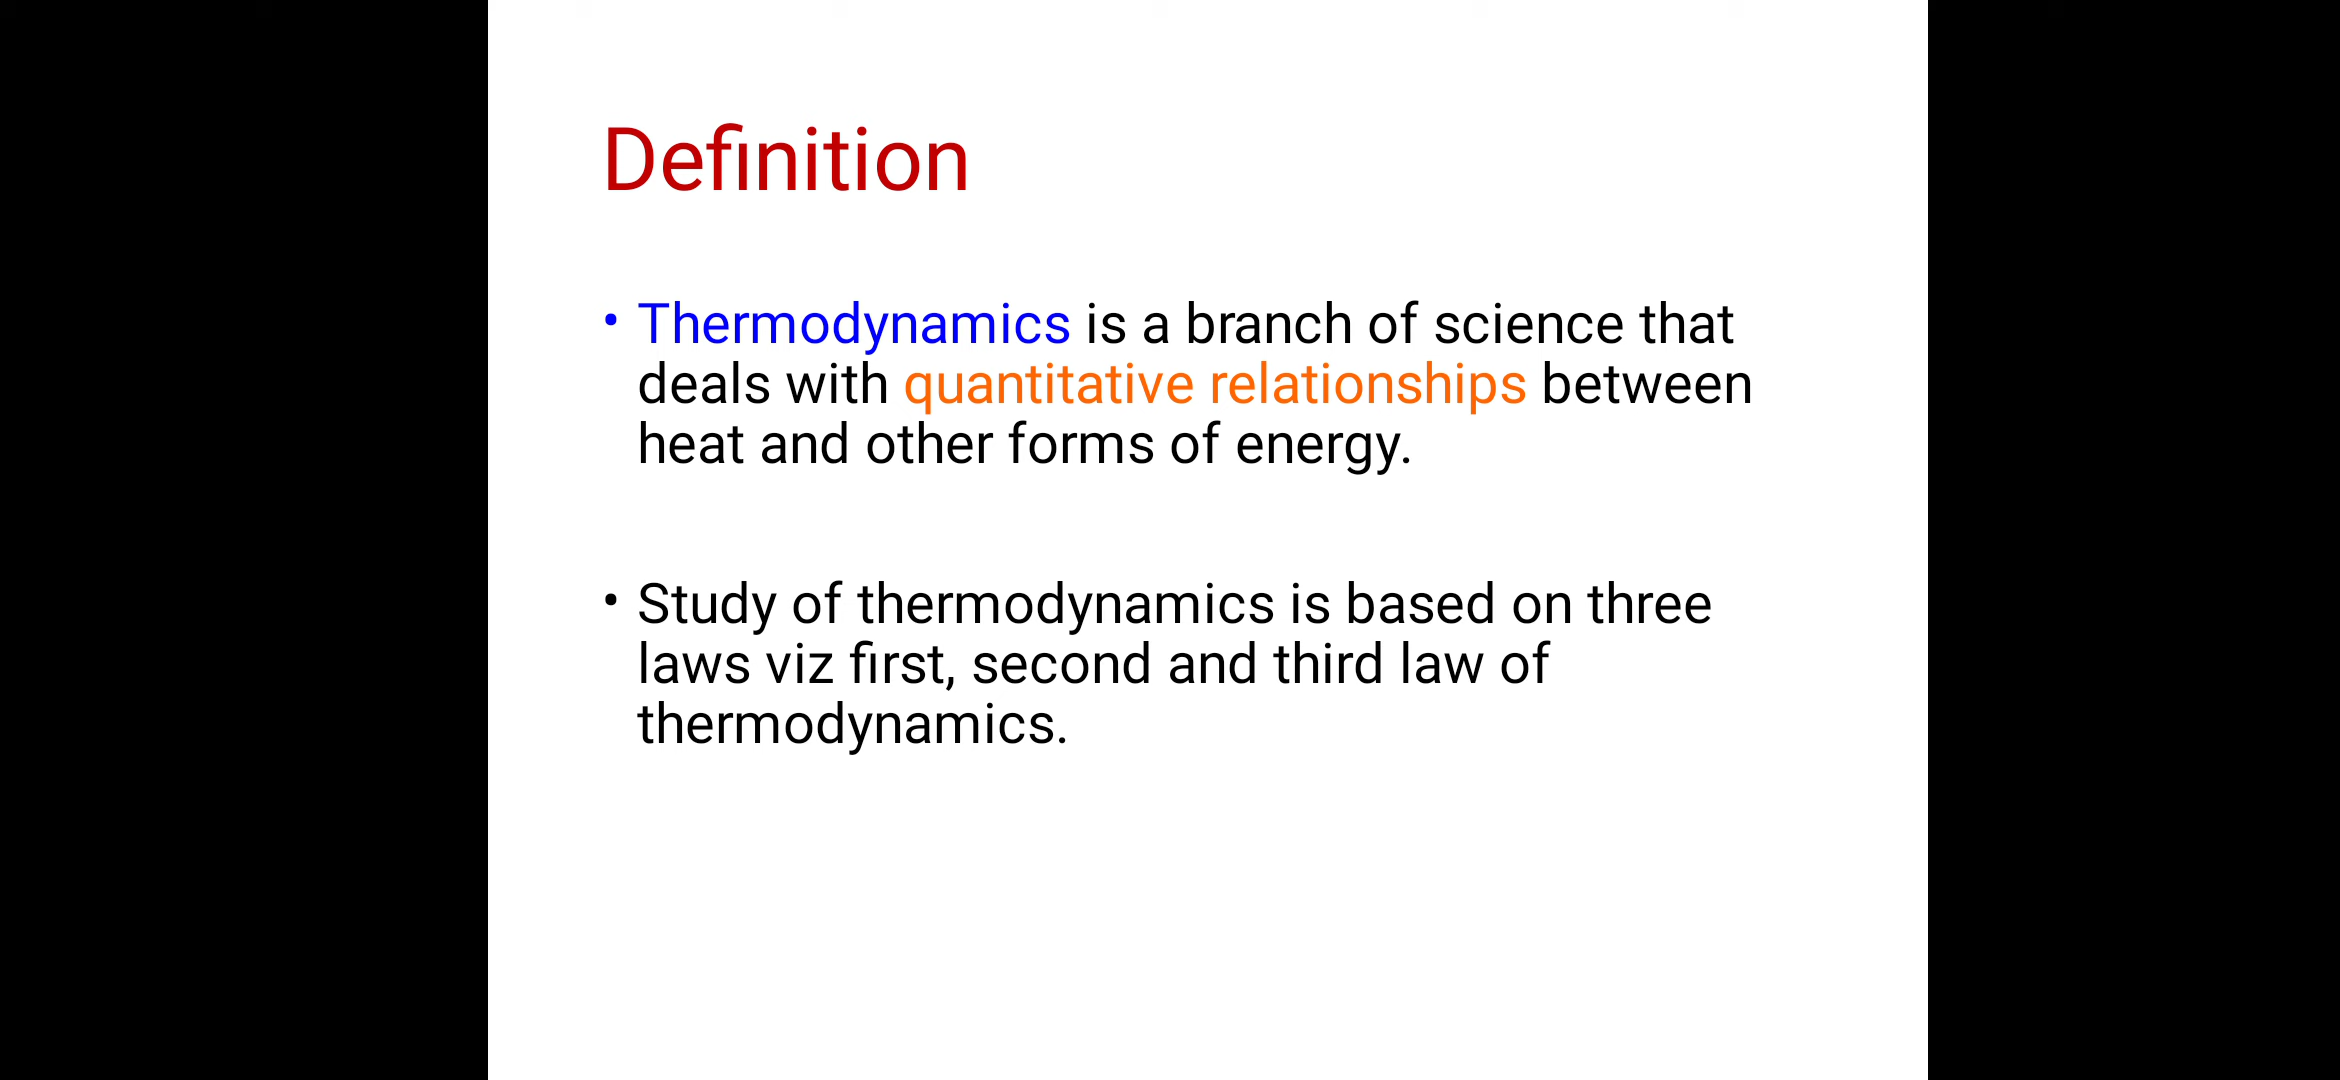 Definition
• Thermodynamics is a branch of science that
deals with quantitative relationships between
heat and other forms of energy.
• Study of thermodynamics is based on three
laws viz first, second and third law of
thermodynamics.